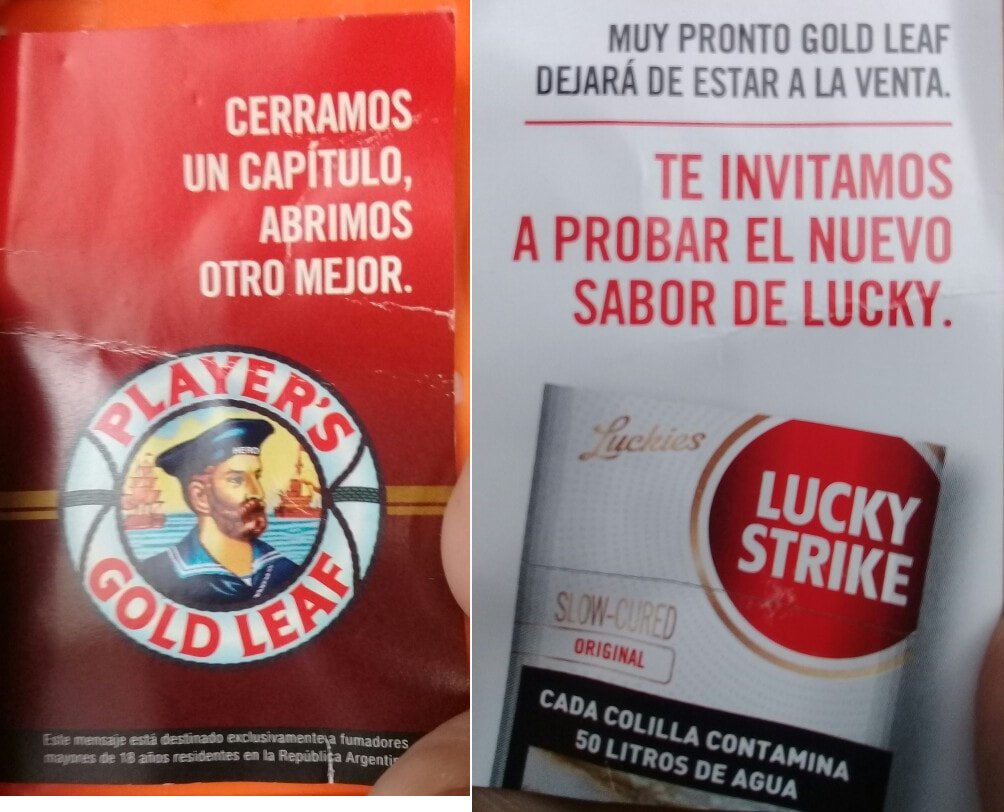 CERRAMOS
UN CAPÍTULO,
ABRIMOS
OTRO MEJOR.
PLAYER'S
HERO
GOLD LEAF
Este mensaje está destinado exclusivamente a fumadores
mayores de 18 años residentes en la República
MUY PRONTO GOLD LEAF
DEJARÁ DE ESTAR A LA VENTA.
TE INVITAMOS
A PROBAR EL NUEVO
SABOR DE LUCKY.
Luckies
LUCKY
STRIKE
SLOW-CURED
ORIGINAL
CADA COLILLA CONTAMINA
50 LITROS DE AGUA